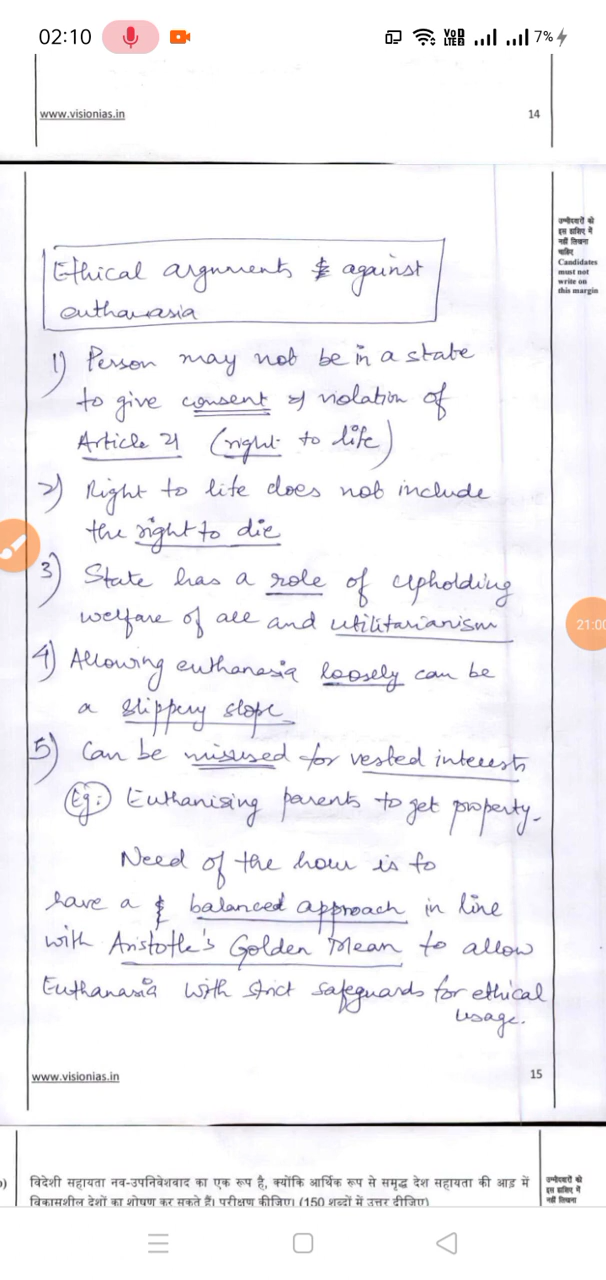 02:10
VoD
LTE2
7%
www.visionias.in
14
उम्मीदवारों को
इस हाशिए में
नहीं लिखना
चाहिए
Candidates
must not
write on
this margin
Ethical arguments against
euthanasia
1) Person may not be in a state
to give consent → violation of
Article 21 (right to life)
2) Right to life does not include
the right to die
3) State has a role of upholding
welfare of all and utilitarianism
4) Allowing euthanasia loosely can be
a slippery slope
5) Can be misused for vested interests
Eg: Euthanising parents to get property.
21:00
Need of the hour is to
have a balanced approach in line
with Aristotle's Golden Mean to allow
Euthanasia with strict safeguards for ethical
usage.
www.visionias.in
15
विदेशी सहायता नव-उपनिवेशवाद का एक रूप है, क्योंकि आर्थिक रूप से समृद्ध देश सहायता की आड़ में
विकासशील देशों का शोषण कर सकते हैं। परीक्षण कीजिए। (150 शब्दों में उत्तर दीजिए)
उम्मीदवारों को
इस हाशिए में
नहीं लिखना